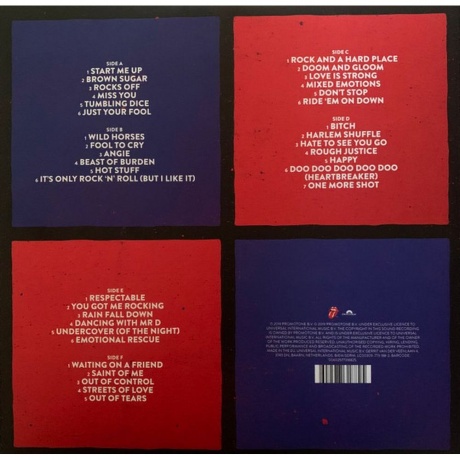 SIDE A
1 START ME UP
2 BROWN SUGAR
3 ROCKS OFF
4 MISS YOU
5 TUMBLING DICE
6 JUST YOUR FOOL
SIDE B
1 WILD HORSES
2 FOOL TO CRY
3 ANGIE
4 BEAST OF BURDEN
5 HOT STUFF
6 IT'S ONLY ROCK 'N' ROLL (BUT I LIKE IT)
SIDE C
1 ROCK AND A HARD PLACE
2 DOOM AND GLOOM
3 LOVE IS STRONG
4 MIXED EMOTIONS
5 DON'T STOP
6 RIDE 'EM ON DOWN
SIDE D
1 BITCH
2 HARLEM SHUFFLE
3 HATE TO SEE YOU GO
4 ROUGH JUSTICE
5 HAPPY
6 DOO DOO DOO DOO DOO
(HEARTBREAKER)
7 ONE MORE SHOT
SIDE E
1 RESPECTABLE
2 YOU GOT ME ROCKING
3 RAIN FALL DOWN
4 DANCING WITH MR D
5 UNDERCOVER (OF THE NIGHT)
6 EMOTIONAL RESCUE
SIDE F
1 WAITING ON A FRIEND
2 SAINT OF ME
3 OUT OF CONTROL
4 STREETS OF LOVE
5 OUT OF TEARS